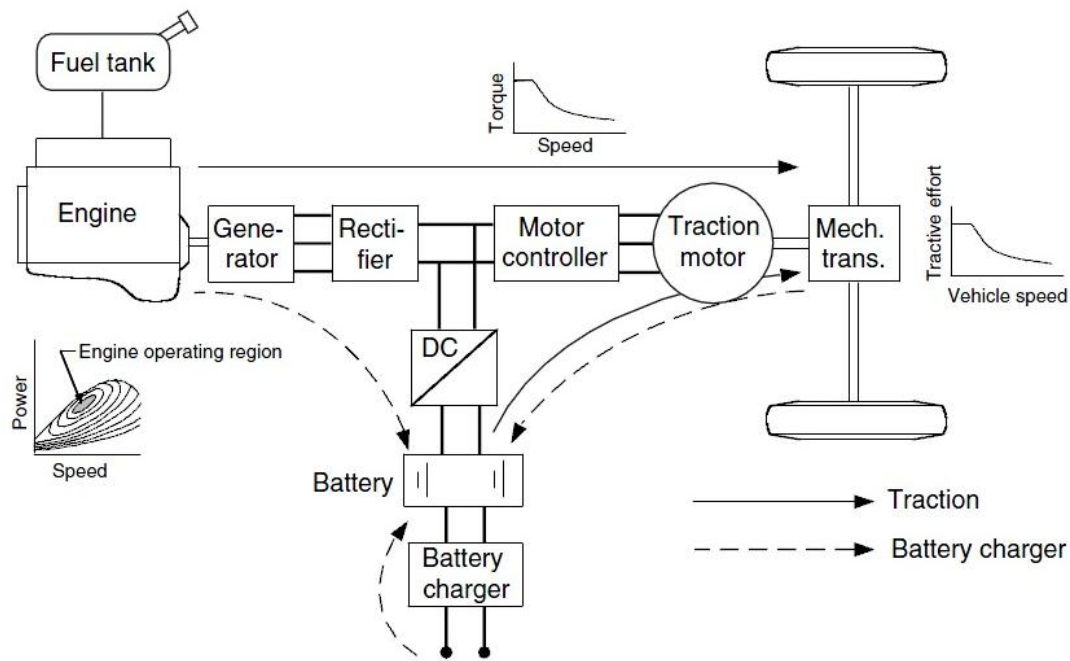 Fuel tank
Torque
Speed
Engine
Gene-
rator
Recti-
fier
Motor
controller
Traction
motor
Mech.
trans.
Tractive effort
Vehicle speed
Engine operating region
Power
Speed
DC
Battery
Traction
Battery charger
Battery
charger